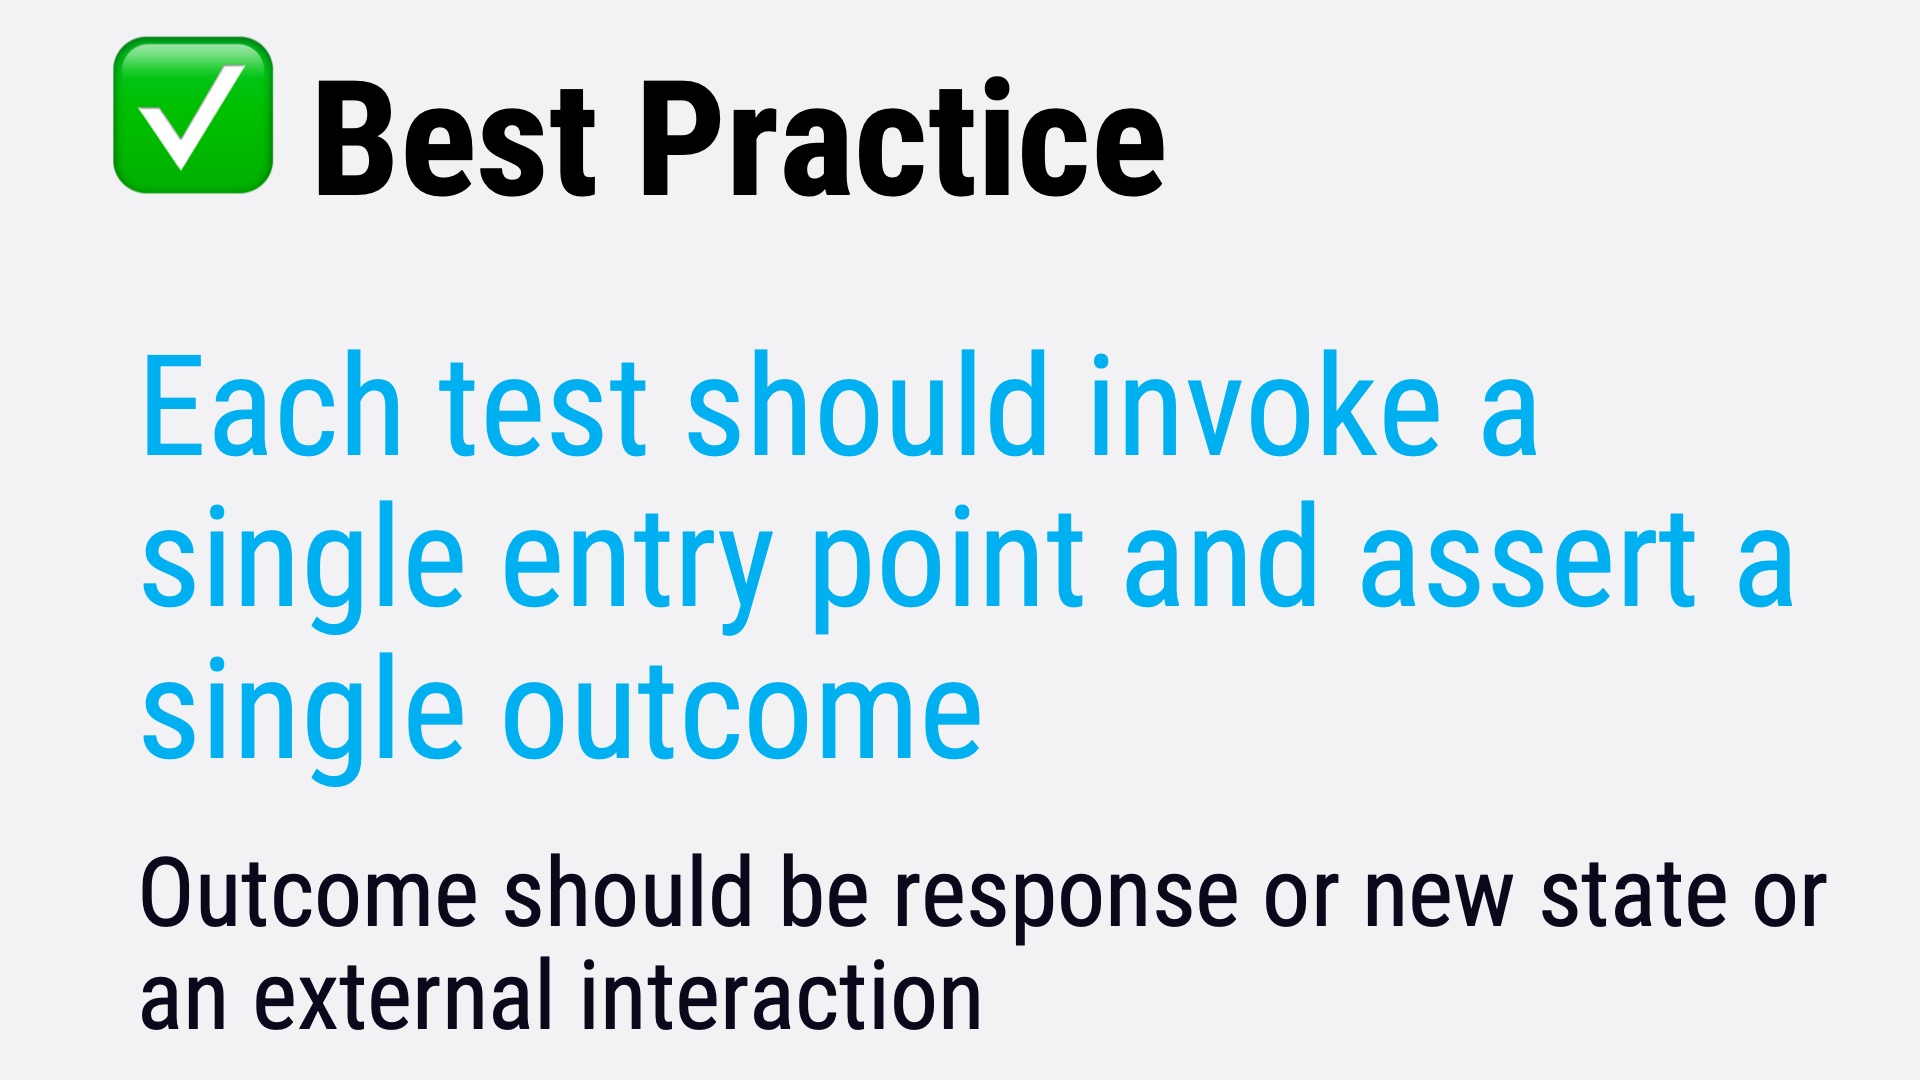 ✅ Best Practice
Each test should invoke a
single entry point and assert a
single outcome
Outcome should be response or new state or
an external interaction